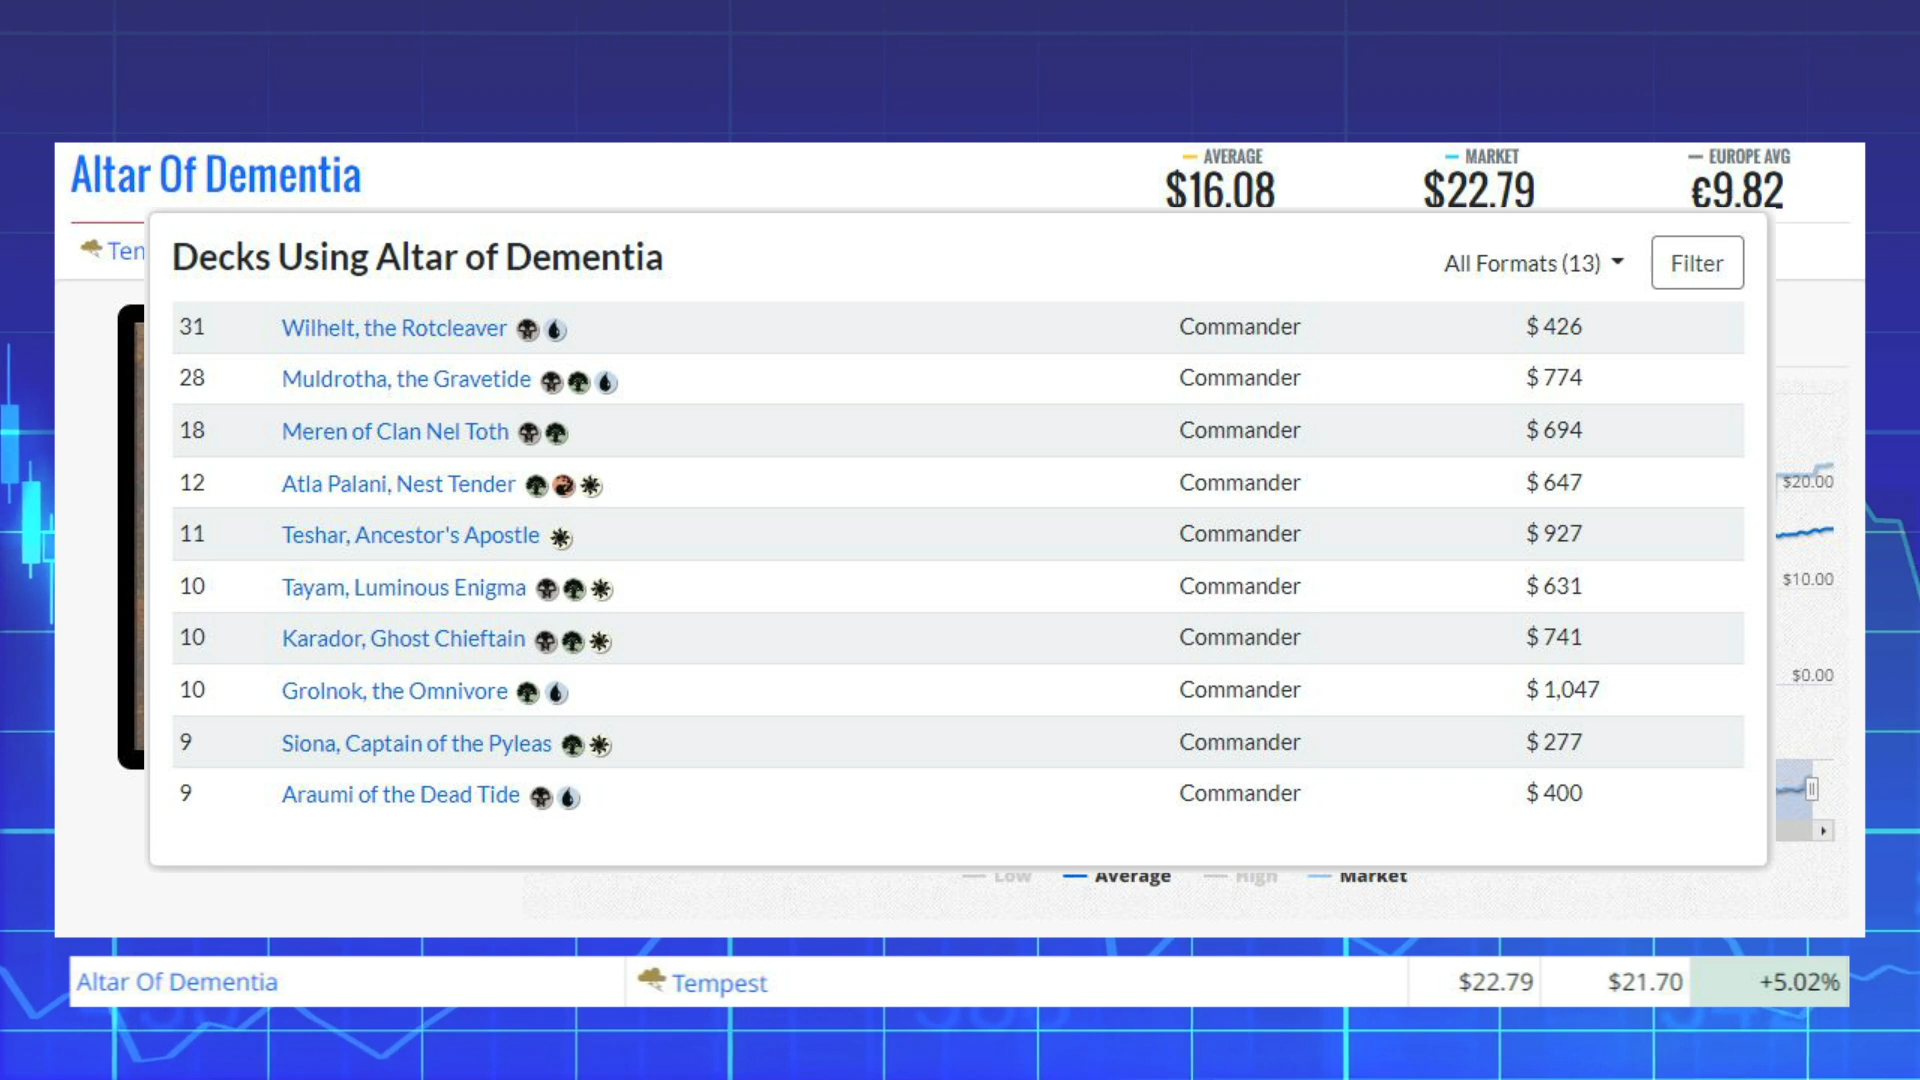 Altar Of Dementia
AVERAGE
$16.08
MARKET
$22.79
EUROPE AVG
€9.82
Ten
Decks Using Altar of Dementia
All Formats (13)
Filter
31 Wilhelt, the Rotcleaver Commander $ 426
28 Muldrotha, the Gravetide Commander $ 774
18 Meren of Clan Nel Toth Commander $ 694
12 Atla Palani, Nest Tender Commander $ 647
11 Teshar, Ancestor's Apostle Commander $ 927
10 Tayam, Luminous Enigma Commander $ 631
10 Karador, Ghost Chieftain Commander $ 741
10 Grolnok, the Omnivore Commander $ 1,047
9 Siona, Captain of the Pyleas Commander $ 277
9 Araumi of the Dead Tide Commander $ 400
$20.00
$10.00
$0.00
Low Average High Market
Altar Of Dementia Tempest $22.79 $21.70 +5.02%